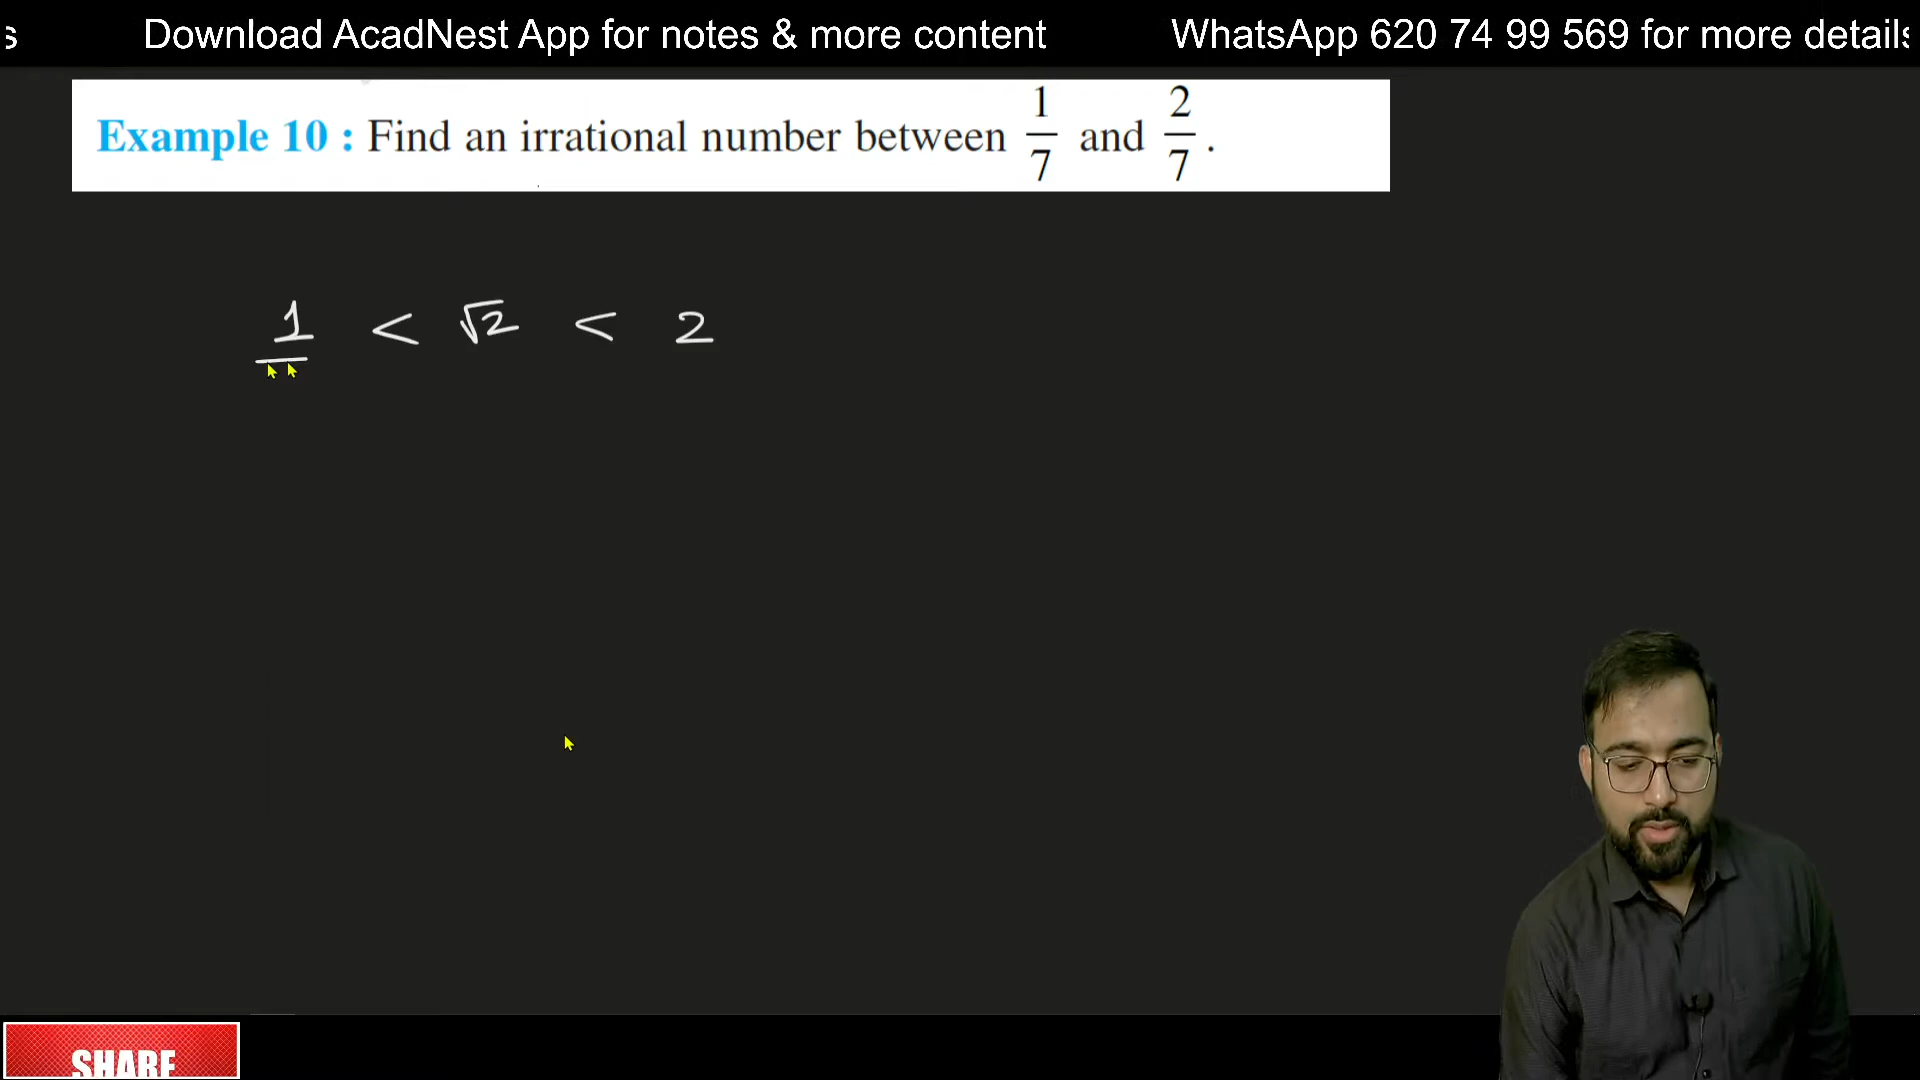 s Download AcadNest App for notes & more content WhatsApp 620 74 99 569 for more details
Example 10 : Find an irrational number between 1/7 and 2/7 .
1 < √2 < 2
SHARE